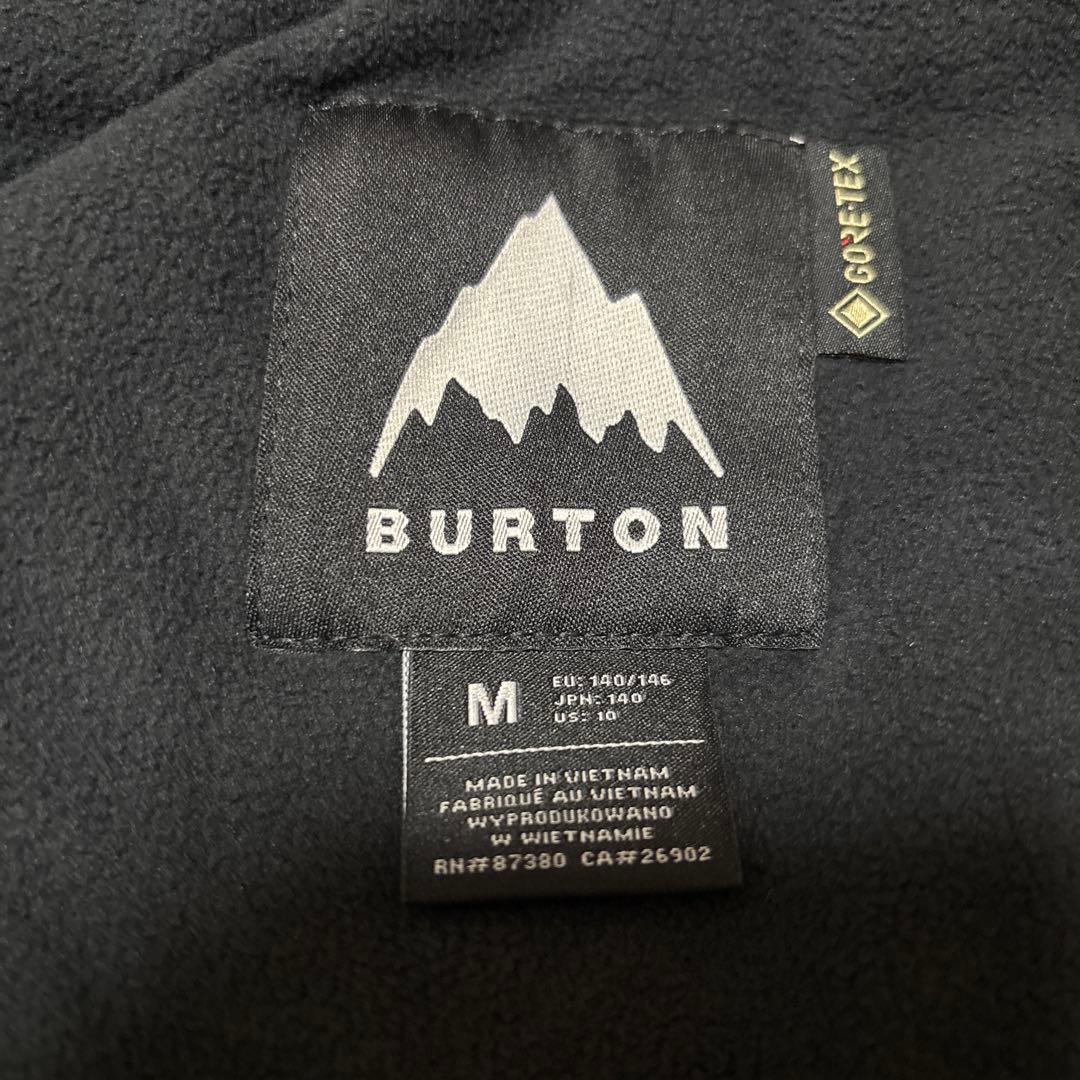 BURTON
GORE-TEX
M
EU: 140/146
JPN: 140
US: 10
MADE IN VIETNAM
FABRIQUÉ AU VIETNAM
WYPRODUKOWANO
W WIETNAMIE
RN#87380 CA#26902